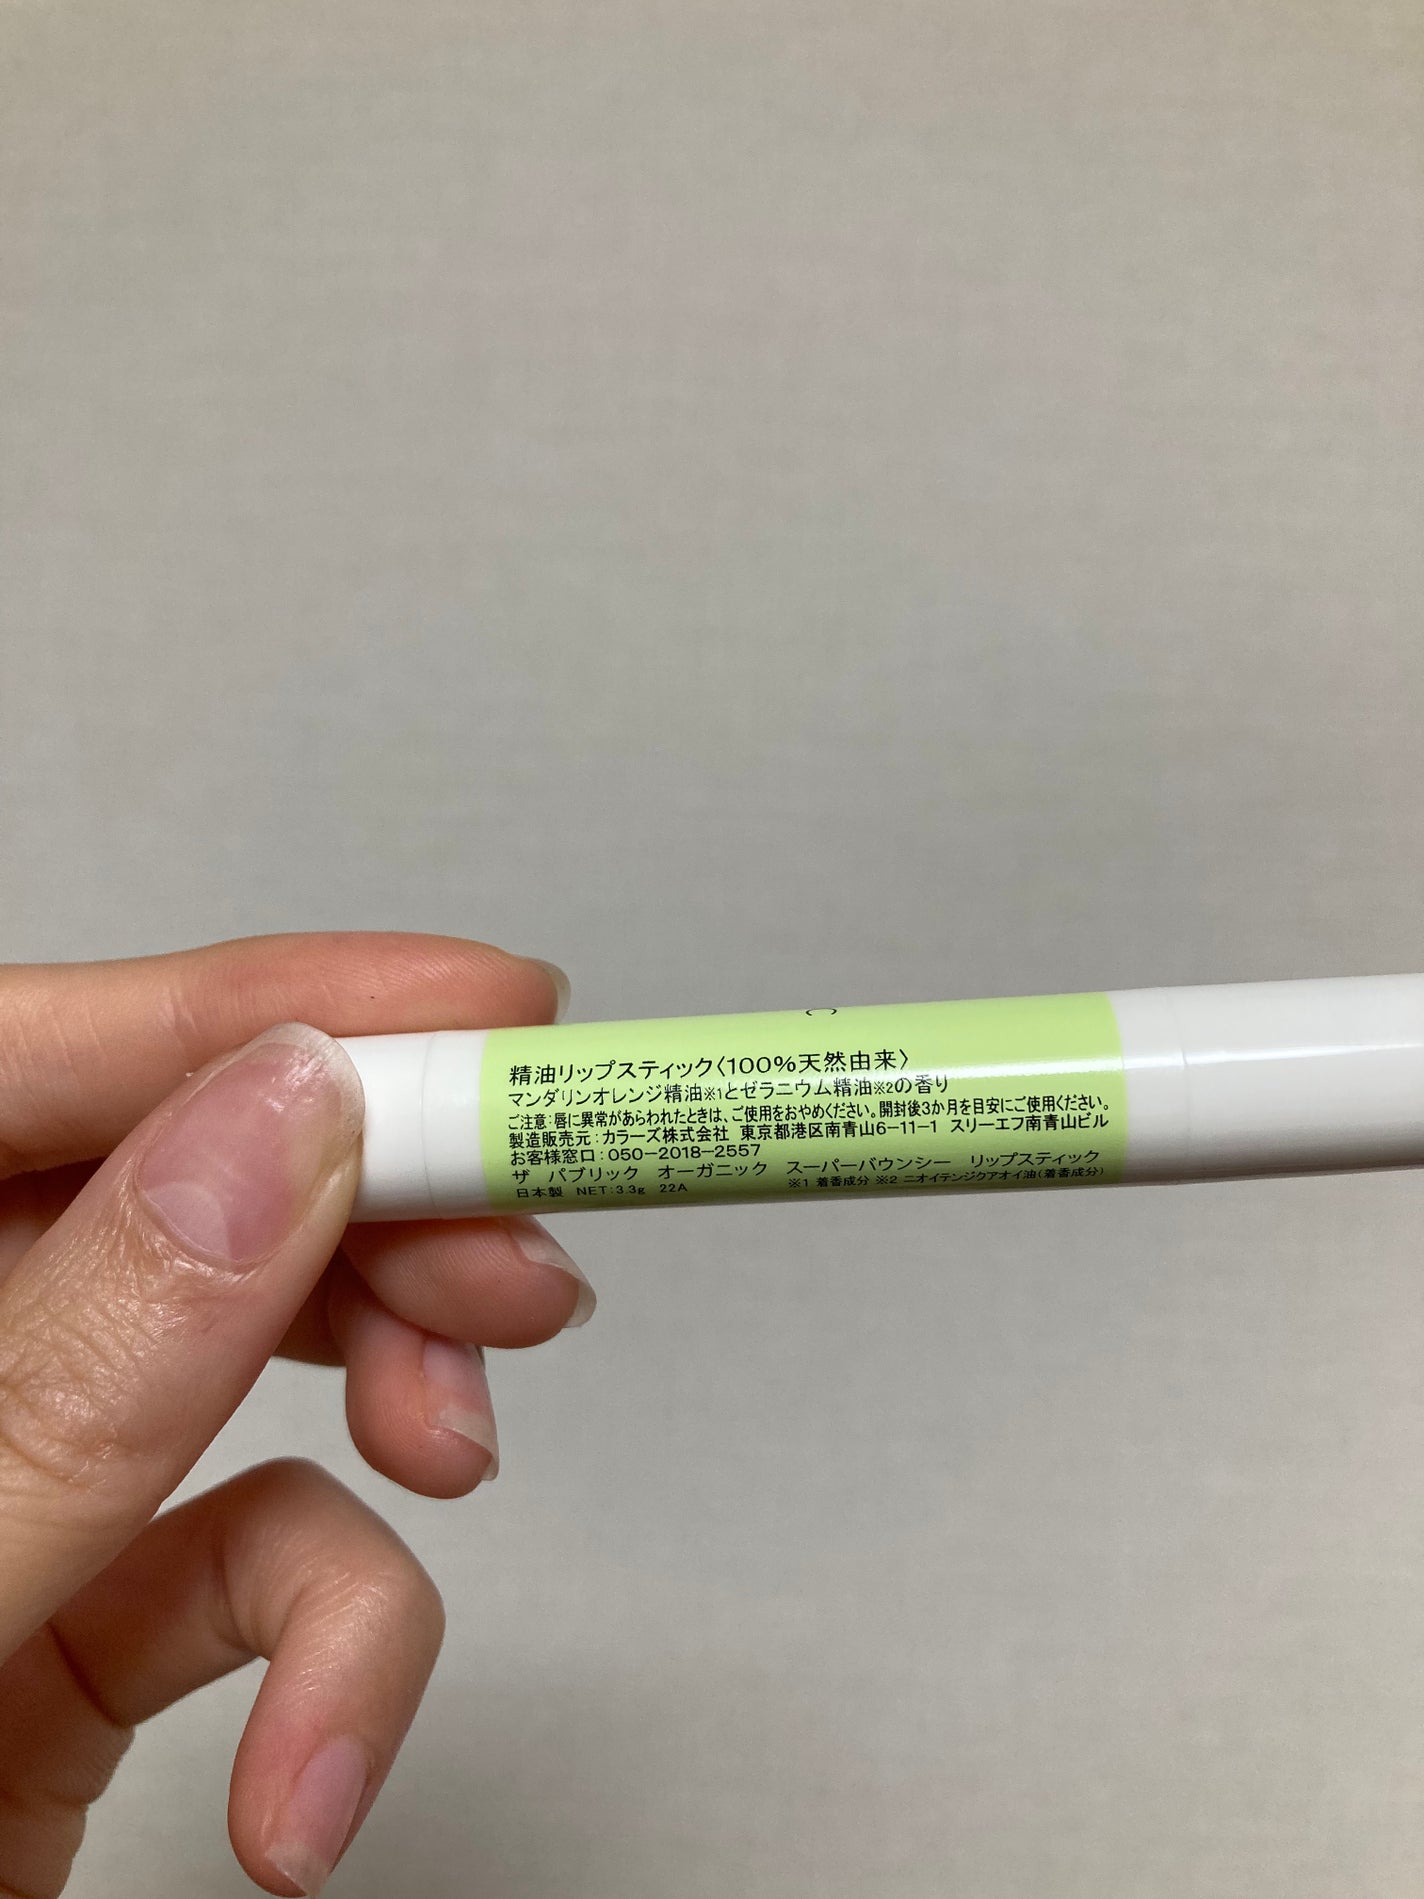 精油リップスティック〈100%天然由来〉
マンダリンオレンジ精油※1とゼラニウム精油※2の香り
ご注意:唇に異常があらわれたときは、ご使用をおやめください。開封後3か月を目安にご使用ください。
製造販売元:カラーズ株式会社 東京都港区南青山6-11-1 スリーエフ南青山ビル
お客様窓口:050-2018-2557
ザ パブリック オーガニック スーパーバウンシー リップスティック
日本製 NET:3.3g 22A ※1 着香成分 ※2 ニオイテンジクアオイ油(着香成分)